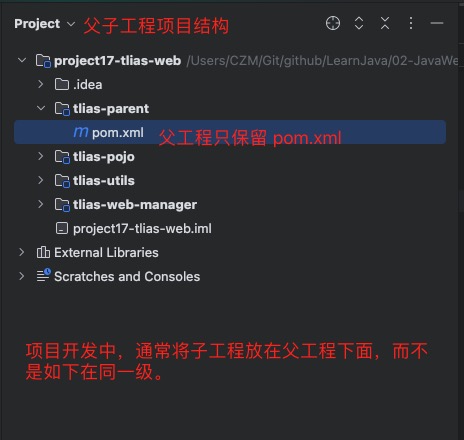 Project 父子工程项目结构
project17-tlias-web /Users/CZM/Git/github/LearnJava/02-JavaWe
.idea
tlias-parent
m pom.xml 父工程只保留 pom.xml
tlias-pojo
tlias-utils
tlias-web-manager
project17-tlias-web.iml
External Libraries
Scratches and Consoles
项目开发中，通常将子工程放在父工程下面，而不
是如下在同一级。